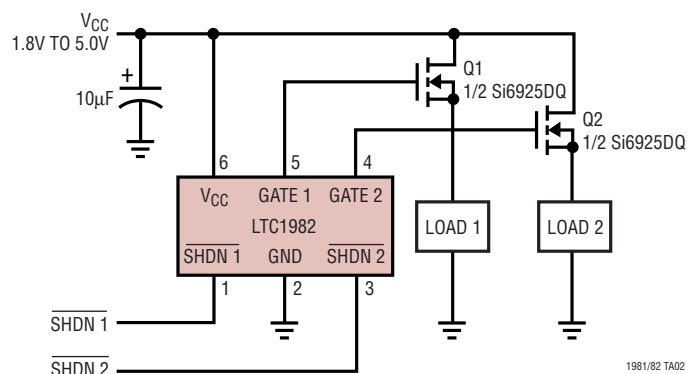 VCC
1.8V TO 5.0V
+
10µF
Q1
1/2 Si6925DQ
Q2
1/2 Si6925DQ
6
5
4
VCC
GATE 1
GATE 2
LTC1982
SHDN 1
GND
SHDN 2
1
2
3
LOAD 1
LOAD 2
SHDN 1
SHDN 2
1981/82 TA02